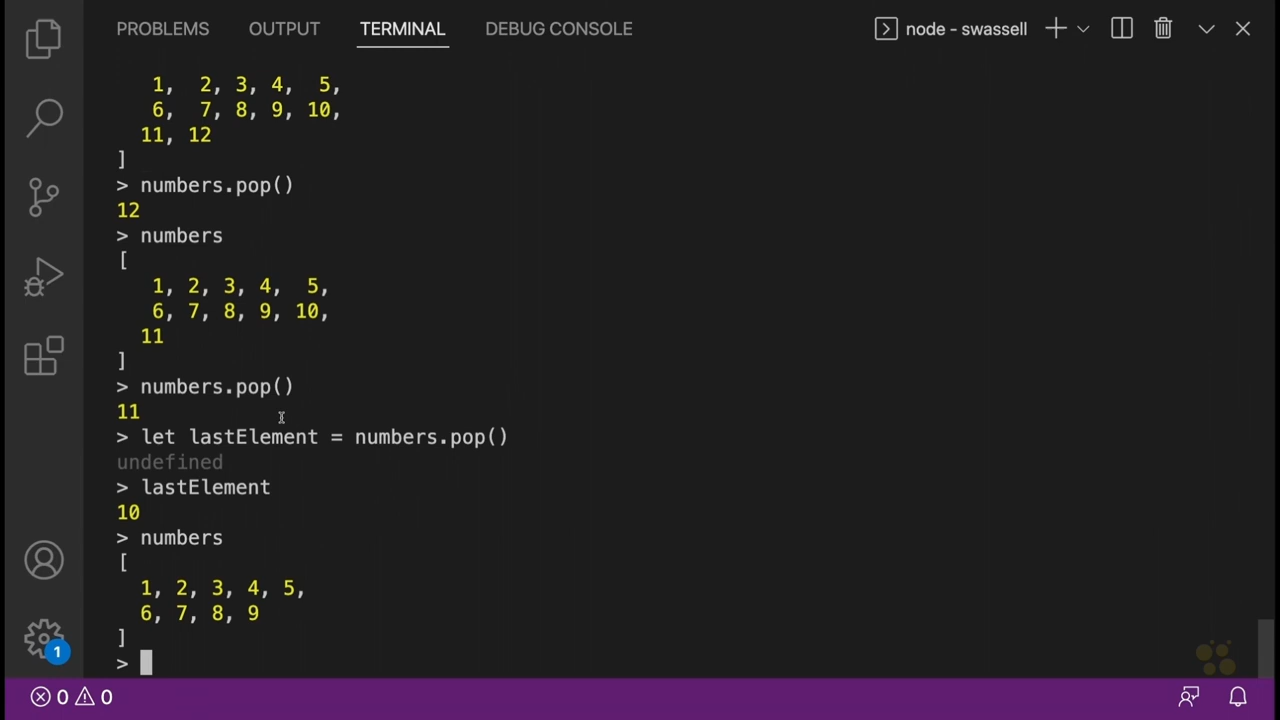 PROBLEMS OUTPUT TERMINAL DEBUG CONSOLE node - swassell
1, 2, 3, 4, 5,
6, 7, 8, 9, 10,
11, 12
]
> numbers.pop()
12
> numbers
[
1, 2, 3, 4, 5,
6, 7, 8, 9, 10,
11
]
> numbers.pop()
11
> let lastElement = numbers.pop()
undefined
> lastElement
10
> numbers
[
1, 2, 3, 4, 5,
6, 7, 8, 9
]
>
1
0 0